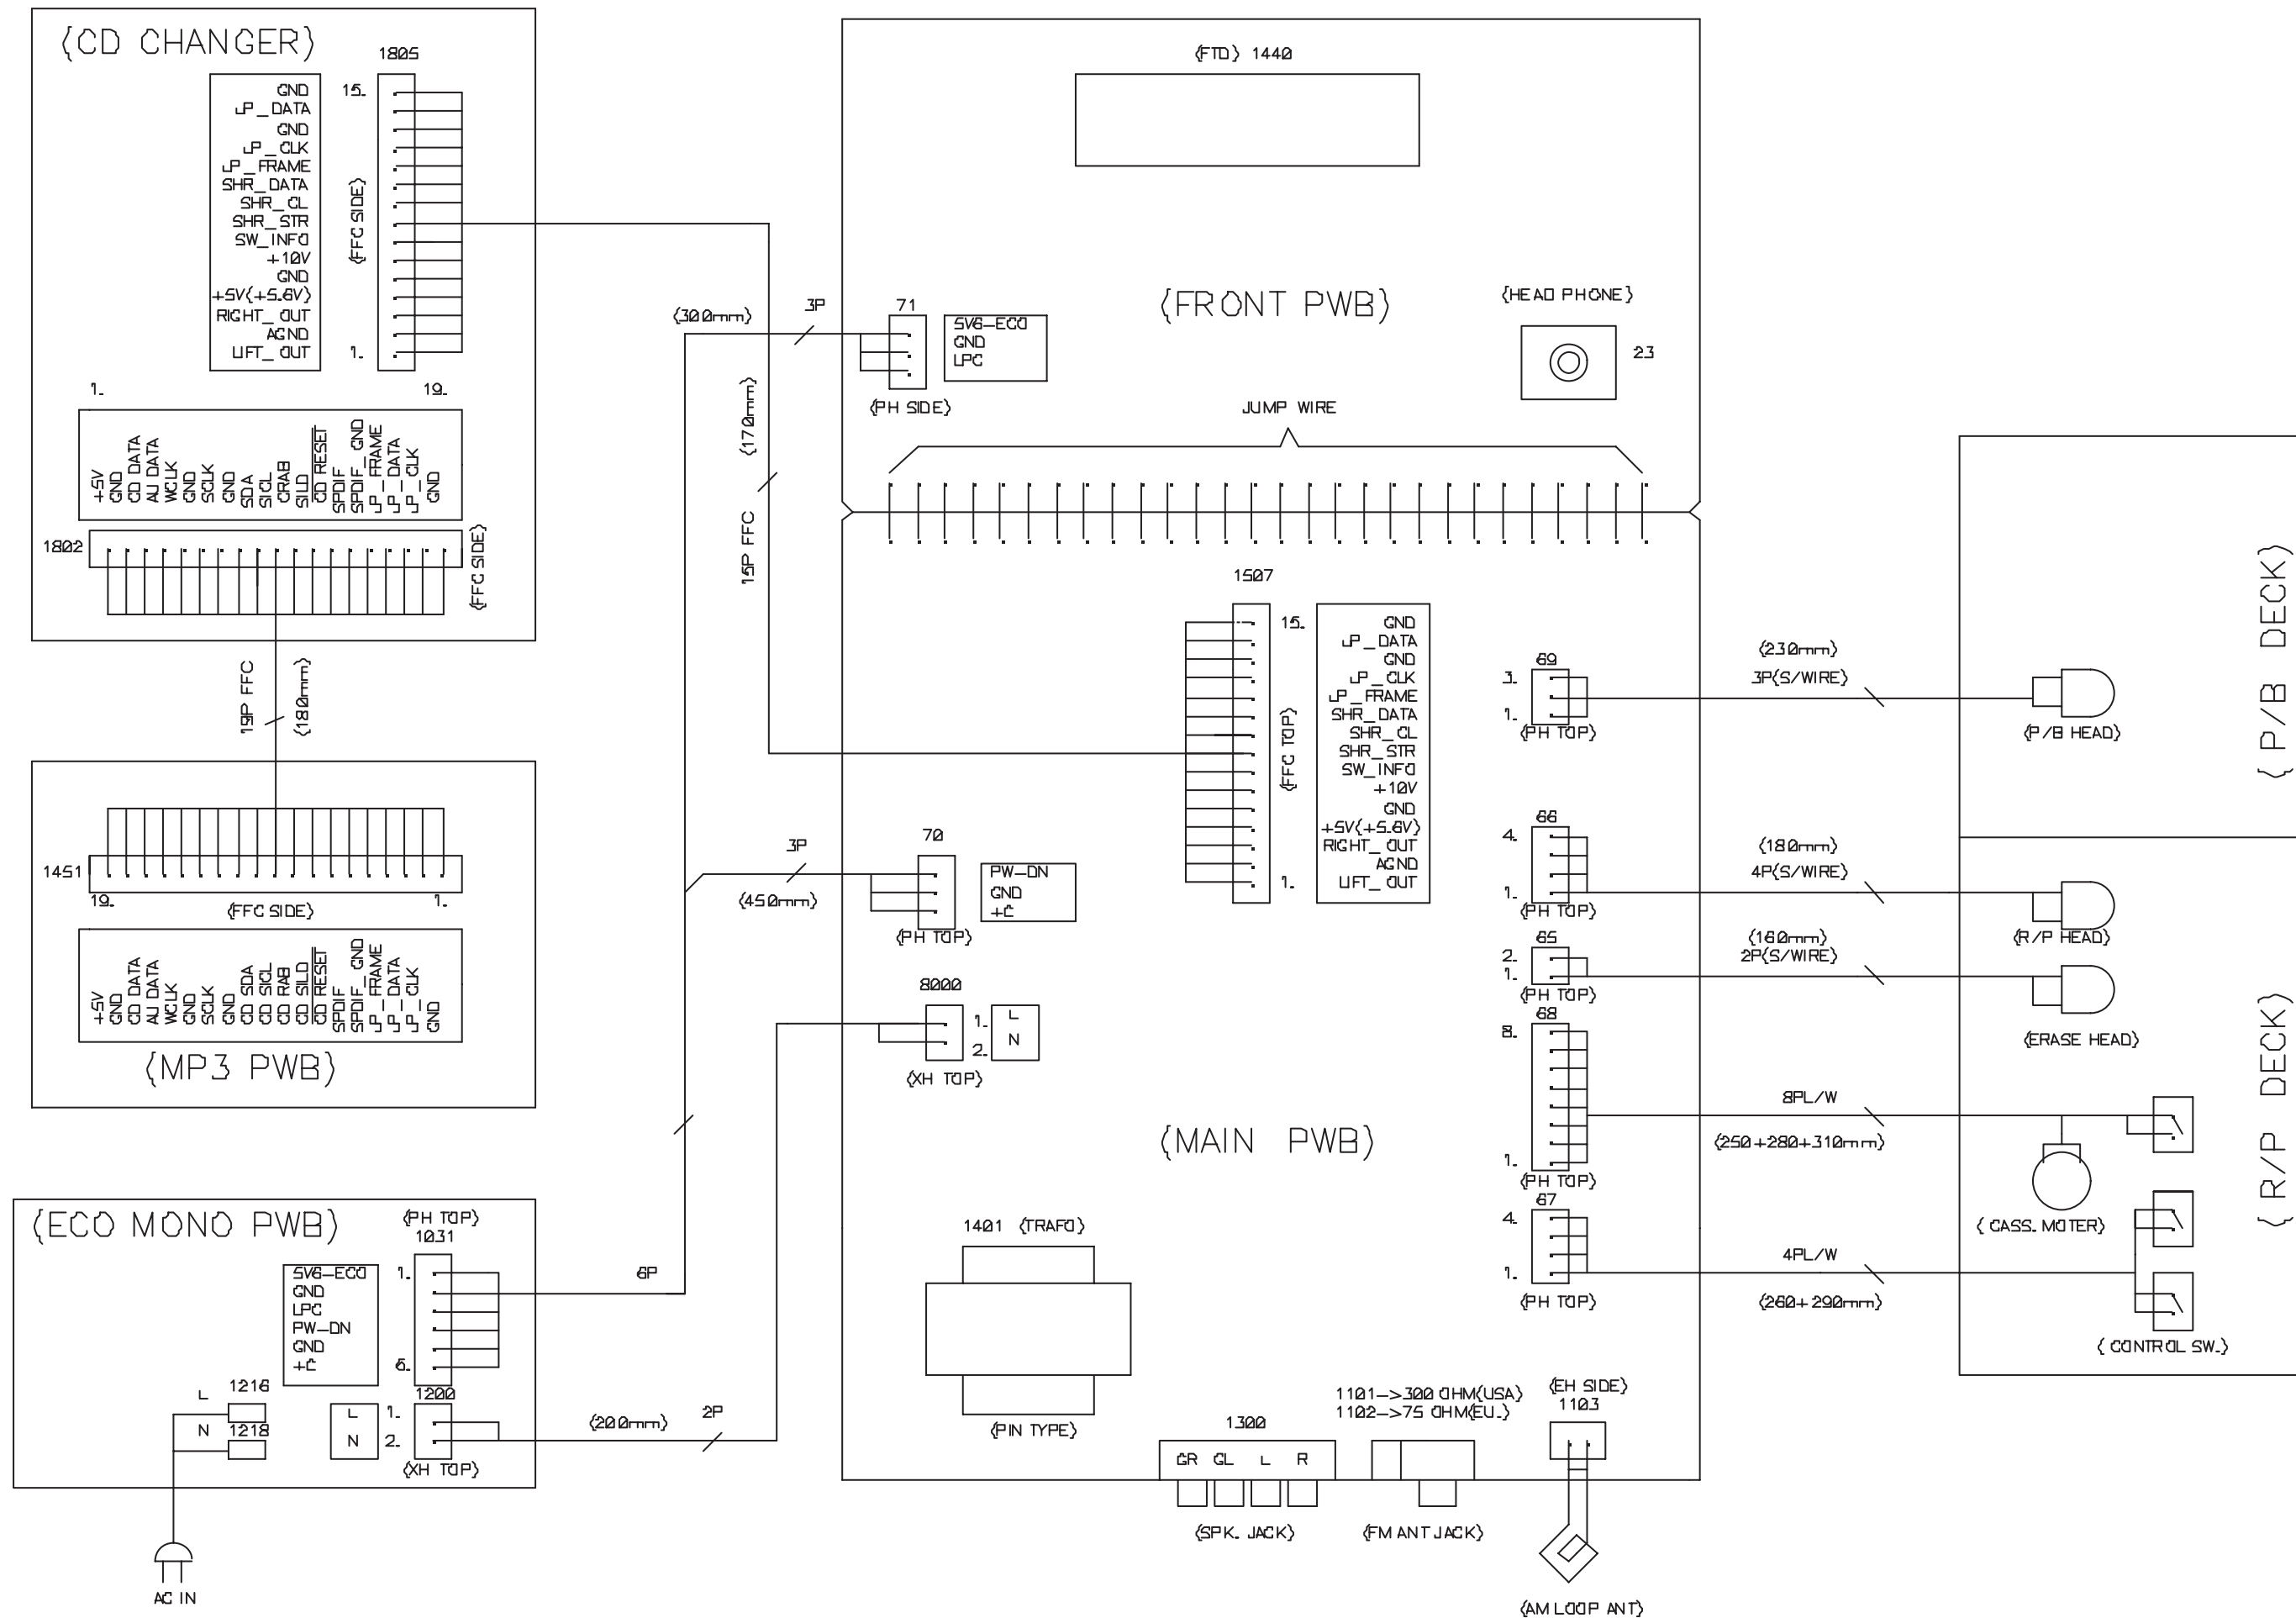 (CD CHANGER)
1805
GND
LP_DATA
GND
LP_CLK
LP_FRAME
SHR_DATA
SHR_CL
SHR_STR
SW_INFO
+10V
GND
+5V(+5.6V)
RIGHT_OUT
AGND
LIFT_OUT
15.
1.
(FFC SIDE)
1.
19.
+5V
GND
CD DATA
AU DATA
WCLK
GND
SCLK
GND
SDA
SICL
CRAB
SILD
CD RESET
SPDIF
SPDIF_GND
LP_FRAME
LP_DATA
LP_CLK
GND
1802
(FFC SIDE)
19P FFC
(180mm)
1451
19.
(FFC SIDE)
1.
+5V
GND
CD DATA
AU DATA
WCLK
GND
SCLK
GND
CD SDA
CD SICL
CD RAB
CD SILD
CD RESET
SPDIF
SPDIF_GND
LP_FRAME
LP_DATA
LP_CLK
GND
(MP3 PWB)
(ECO MONO PWB)
(PH TOP)
1031
5V6-ECO
GND
LPC
PW-DN
GND
+C
1.
6.
1216
L
N
1218
L
N
1200
1.
2.
(XH TOP)
AC IN
6P
(200mm)
2P
(300mm)
3P
(170mm)
15P FFC
3P
(450mm)
(FTD) 1440
71
5V6-ECO
GND
LPC
(PH SIDE)
(FRONT PWB)
(HEAD PHONE)
23
JUMP WIRE
1507
15.
1.
(FFC TOP)
GND
LP_DATA
GND
LP_CLK
LP_FRAME
SHR_DATA
SHR_CL
SHR_STR
SW_INFO
+10V
GND
+5V(+5.6V)
RIGHT_OUT
AGND
LIFT_OUT
70
PW-DN
GND
+C
(PH TOP)
8000
1.
2.
L
N
(XH TOP)
(MAIN PWB)
1401 (TRAFO)
(PIN TYPE)
1300
GR GL L R
(SPK. JACK)
1101->300 OHM(USA)
1102->75 OHM(EU.)
(FM ANT JACK)
(EH SIDE)
1103
(AM LOOP ANT)
69
3.
1.
(PH TOP)
66
4.
1.
(PH TOP)
65
2.
1.
(PH TOP)
68
8.
1.
(PH TOP)
67
4.
1.
(PH TOP)
(230mm)
3P(S/WIRE)
(180mm)
4P(S/WIRE)
(160mm)
2P(S/WIRE)
8PL/W
(250+280+310mm)
4PL/W
(260+290mm)
(P/B HEAD)
(R/P HEAD)
(ERASE HEAD)
( CASS. MOTER)
( CONTROL SW.)
( P/B DECK)
( R/P DECK)